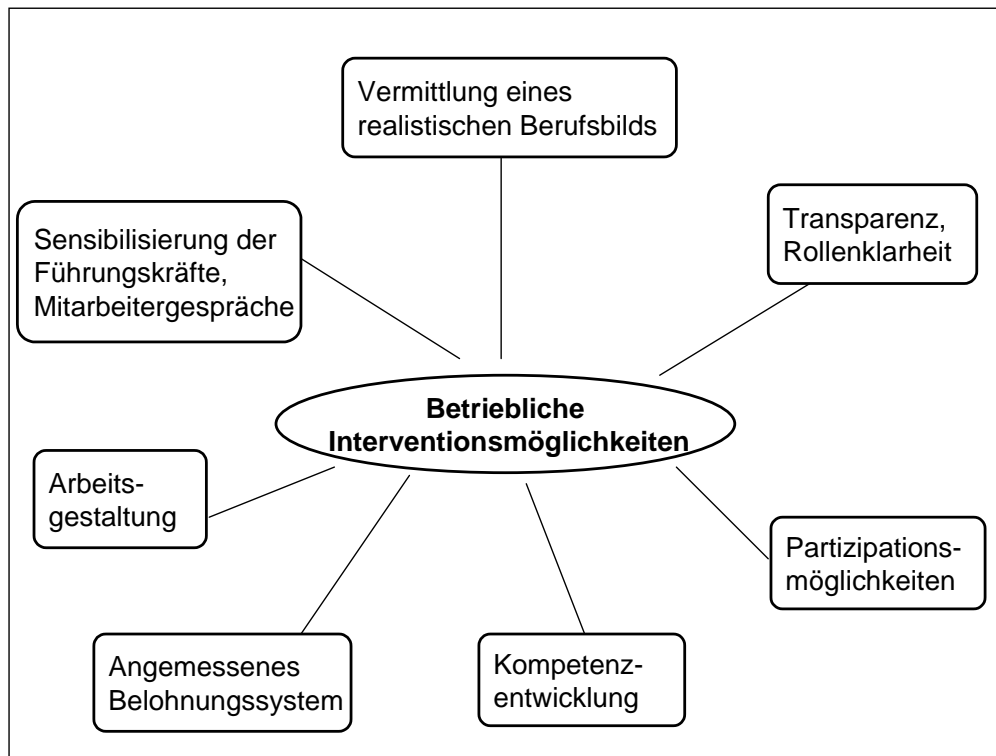 Vermittlung eines
realistischen Berufsbilds
Transparenz,
Rollenklarheit
Sensibilisierung der
Führungskräfte,
Mitarbeitergespräche
Betriebliche
Interventionsmöglichkeiten
Arbeits-
gestaltung
Partizipations-
möglichkeiten
Angemessenes
Belohnungssystem
Kompetenz-
entwicklung